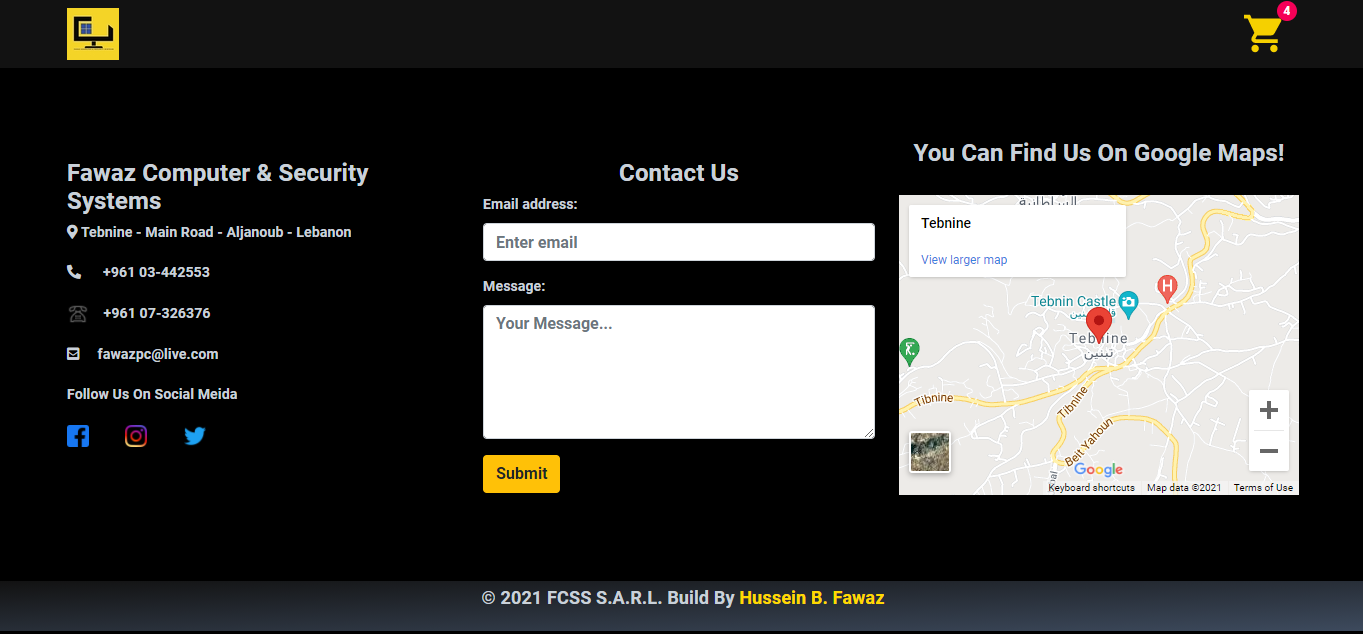 4
Fawaz Computer & Security
Systems
Tebnine - Main Road - Aljanoub - Lebanon
+961 03-442553
+961 07-326376
fawazpc@live.com
Follow Us On Social Meida
Contact Us
Email address:
Enter email
Message:
Your Message...
Submit
You Can Find Us On Google Maps!
السلطانية
Tebnine
View larger map
H
Tebnin Castle
Tebnine
تبنين
Tibnine
Tibnine
Beit Yahoun
Google
Keyboard shortcuts Map data ©2021 Terms of Use
© 2021 FCSS S.A.R.L. Build By Hussein B. Fawaz